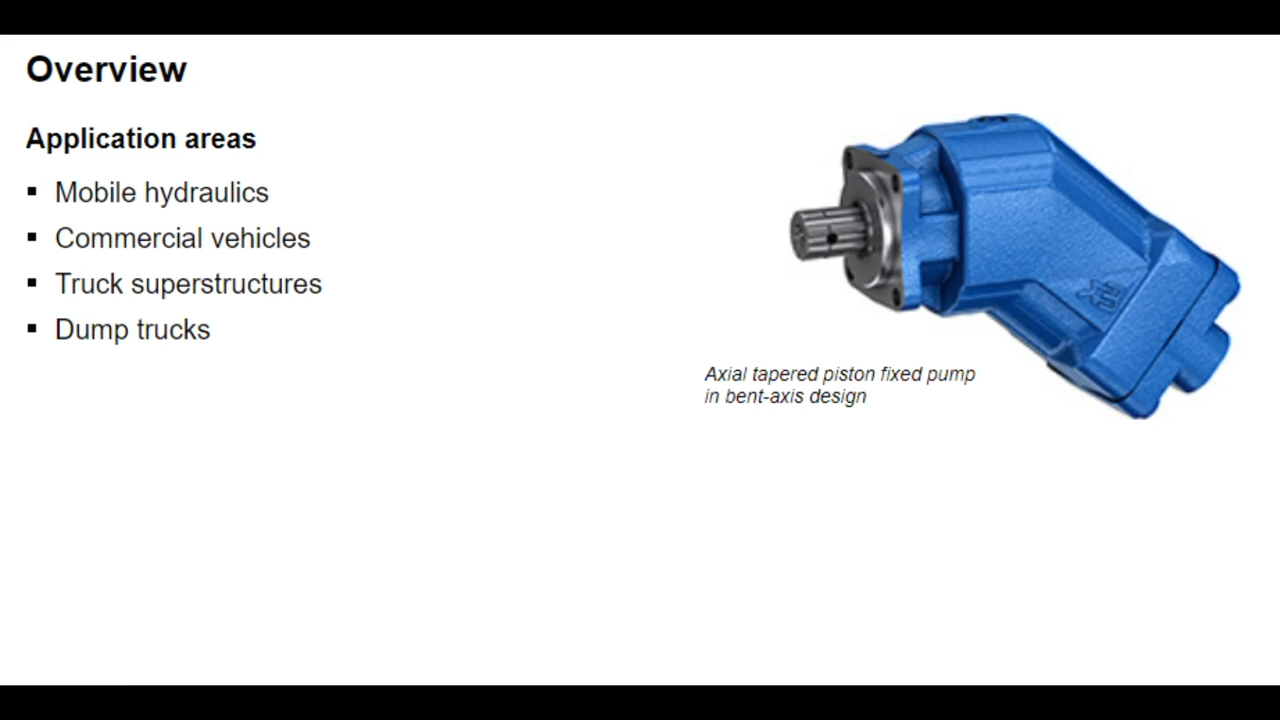 Overview
Application areas
▪ Mobile hydraulics
▪ Commercial vehicles
▪ Truck superstructures
▪ Dump trucks
Axial tapered piston fixed pump
in bent-axis design